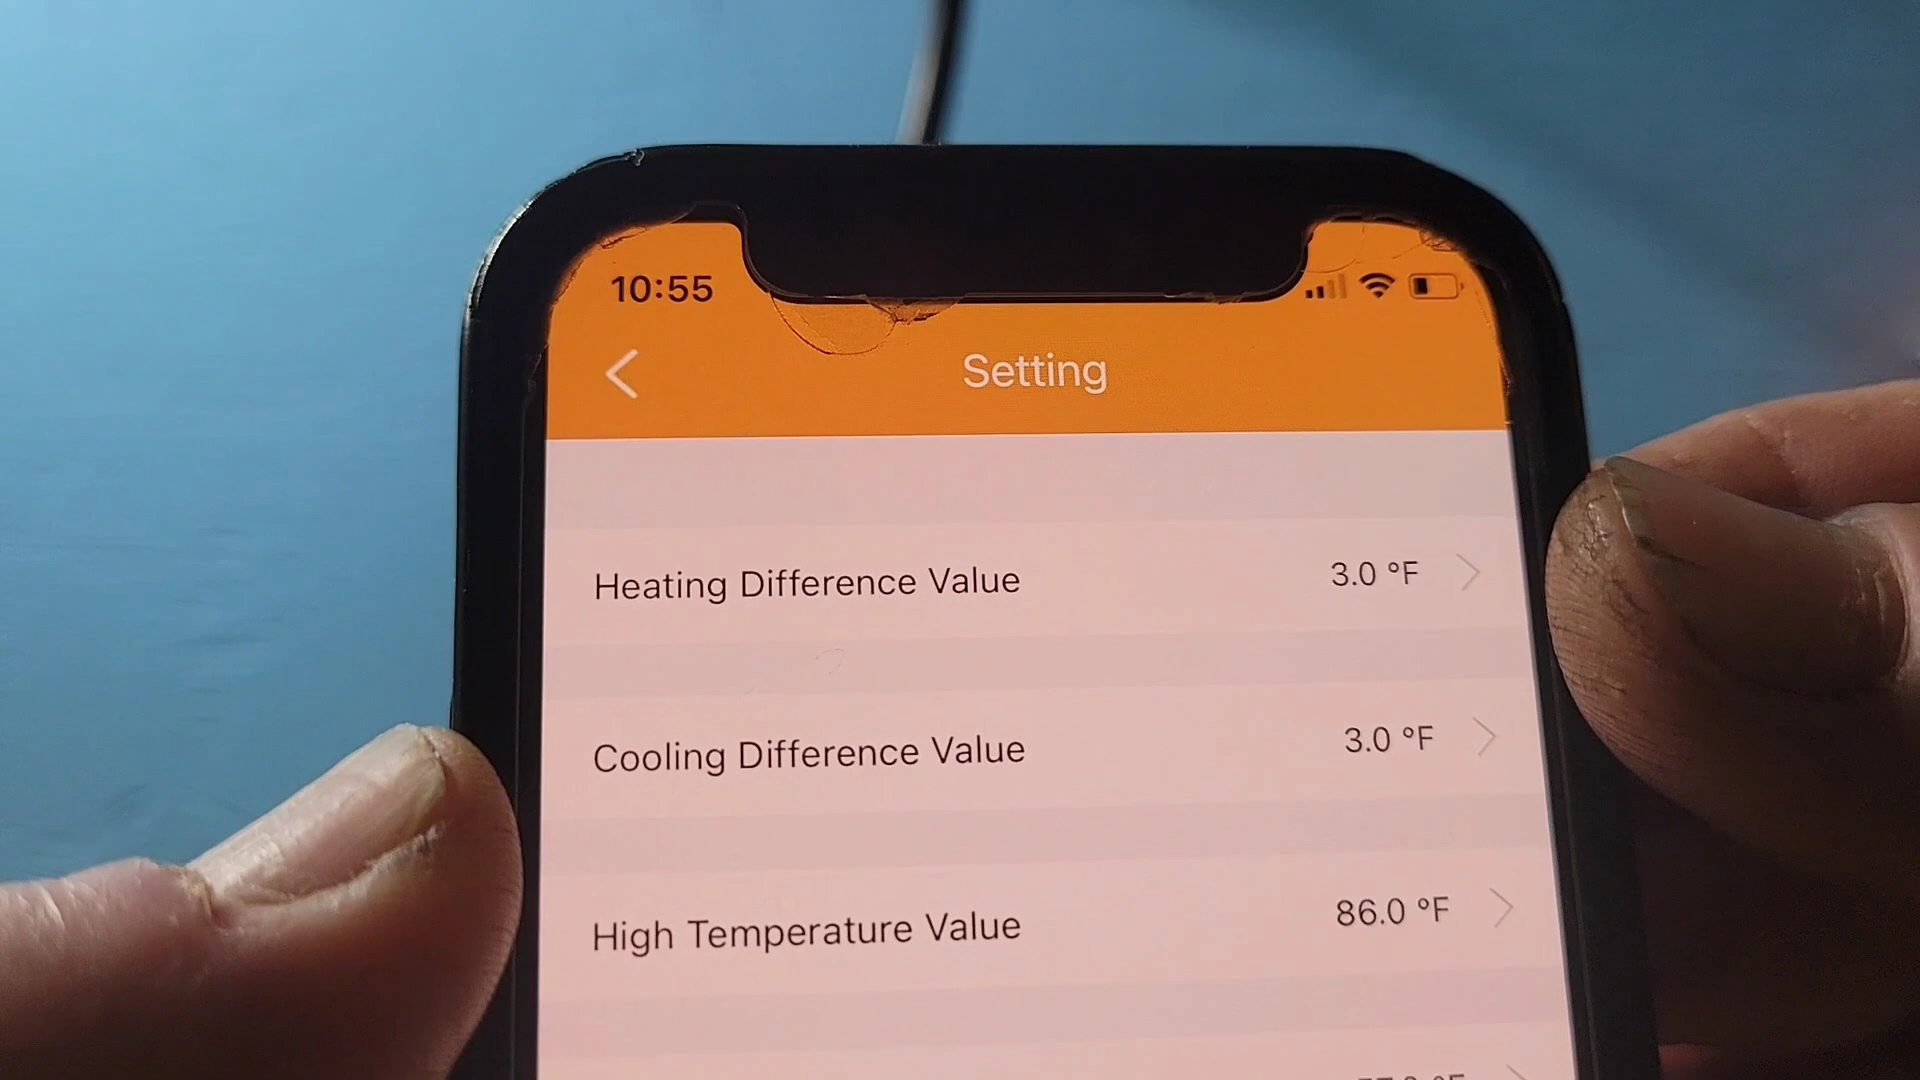 10:55
Setting
Heating Difference Value 3.0 °F
Cooling Difference Value 3.0 °F
High Temperature Value 86.0 °F